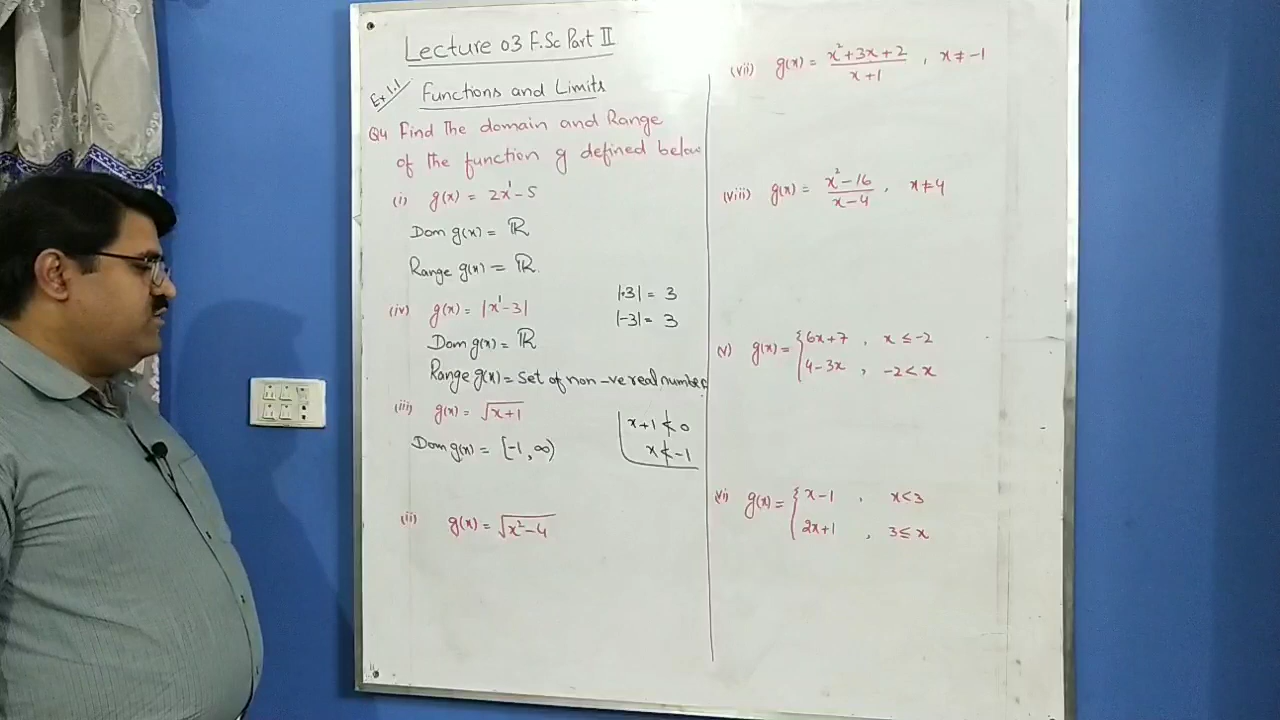 Lecture 03 F.Sc Part II
Ex 1.1
Functions and Limits
Q4 Find The domain and Range
of the function g defined below
(i) g(x) = 2x¹-5
Dom g(x) = ℝ
Range g(x) = ℝ.
(iv) g(x) = |x¹-3|
|·3| = 3
|-3| = 3
Dom g(x) = ℝ
Range g(x) = Set of non-ve real number.
(iii) g(x) = √(x+1)
x+1 ≮ 0
x ≮ -1
Dom g(x) = [-1, ∞)
(ii) g(x) = √(x²-4)
(vii) g(x) = (x²+3x+2)/(x+1) , x ≠ -1
(viii) g(x) = (x²-16)/(x-4) , x ≠ 4
(v) g(x) = { 6x+7 , x ≤ -2
4-3x , -2 < x
(vi) g(x) = { x-1 , x < 3
2x+1 , 3 ≤ x